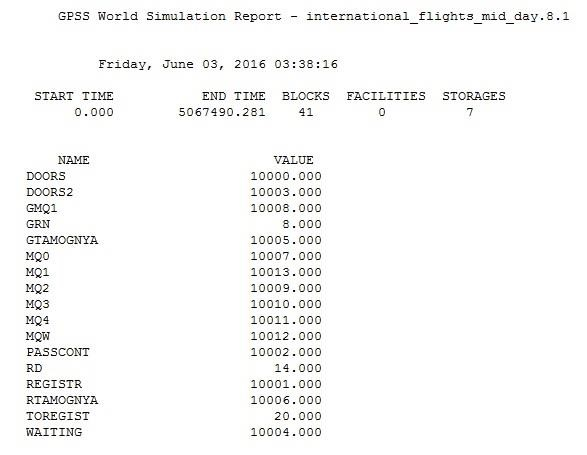 GPSS World Simulation Report - international_flights_mid_day.8.1
Friday, June 03, 2016 03:38:16
START TIME END TIME BLOCKS FACILITIES STORAGES
0.000 5067490.281 41 0 7
NAME VALUE
DOORS 10000.000
DOORS2 10003.000
GMQ1 10008.000
GRN 8.000
GTAMOGNYA 10005.000
MQ0 10007.000
MQ1 10013.000
MQ2 10009.000
MQ3 10010.000
MQ4 10011.000
MQW 10012.000
PASSCONT 10002.000
RD 14.000
REGISTR 10001.000
RTAMOGNYA 10006.000
TOREGIST 20.000
WAITING 10004.000